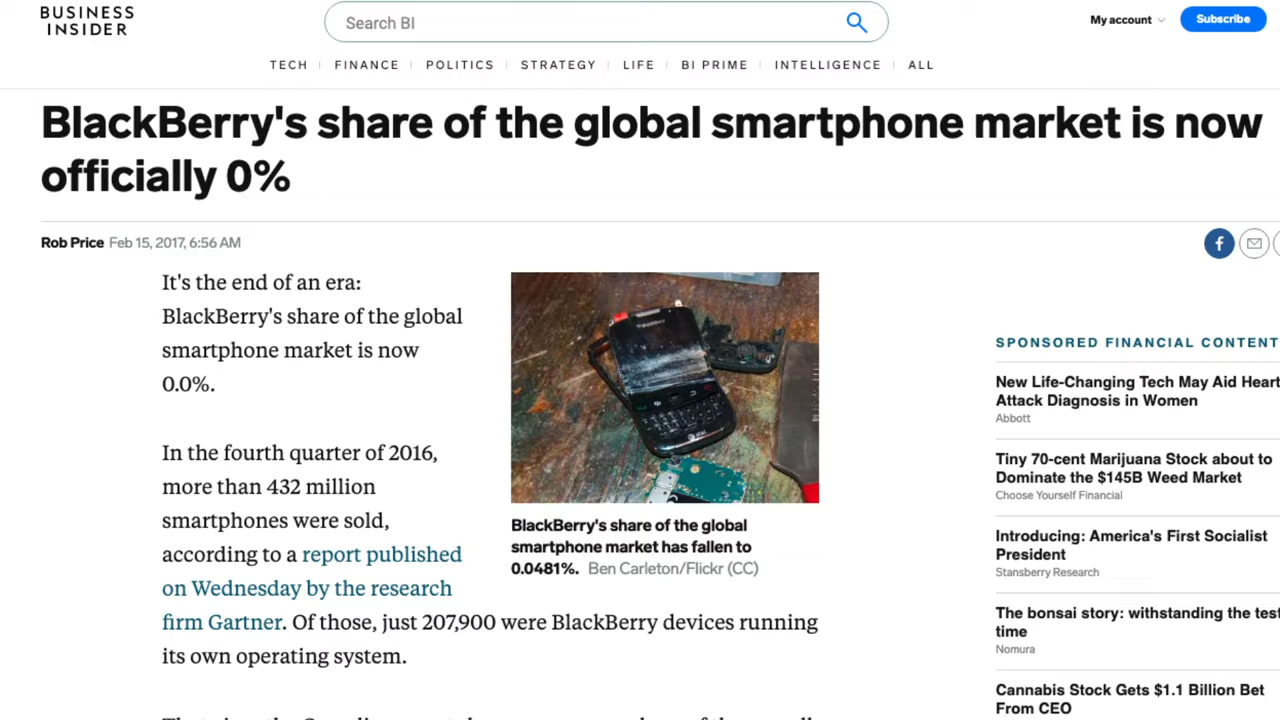 BUSINESS
INSIDER
Search BI
My account
Subscribe
TECH
FINANCE
POLITICS
STRATEGY
LIFE
BI PRIME
INTELLIGENCE
ALL
BlackBerry's share of the global smartphone market is now
officially 0%
Rob Price Feb 15, 2017, 6:56 AM
It's the end of an era:
BlackBerry's share of the global
smartphone market is now
0.0%.
In the fourth quarter of 2016,
more than 432 million
smartphones were sold,
according to a report published
on Wednesday by the research
firm Gartner. Of those, just 207,900 were BlackBerry devices running
its own operating system.
BlackBerry's share of the global
smartphone market has fallen to
0.0481%. Ben Carleton/Flickr (CC)
SPONSORED FINANCIAL CONTENT
New Life-Changing Tech May Aid Heart
Attack Diagnosis in Women
Abbott
Tiny 70-cent Marijuana Stock about to
Dominate the $145B Weed Market
Choose Yourself Financial
Introducing: America's First Socialist
President
Stansberry Research
The bonsai story: withstanding the test
time
Nomura
Cannabis Stock Gets $1.1 Billion Bet
From CEO